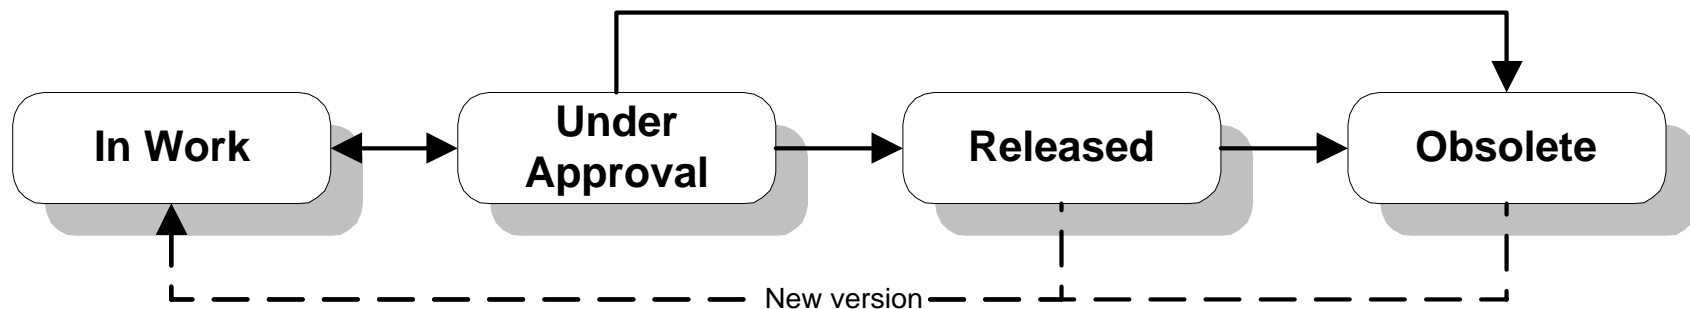 In Work
Under
Approval
Released
Obsolete
New version